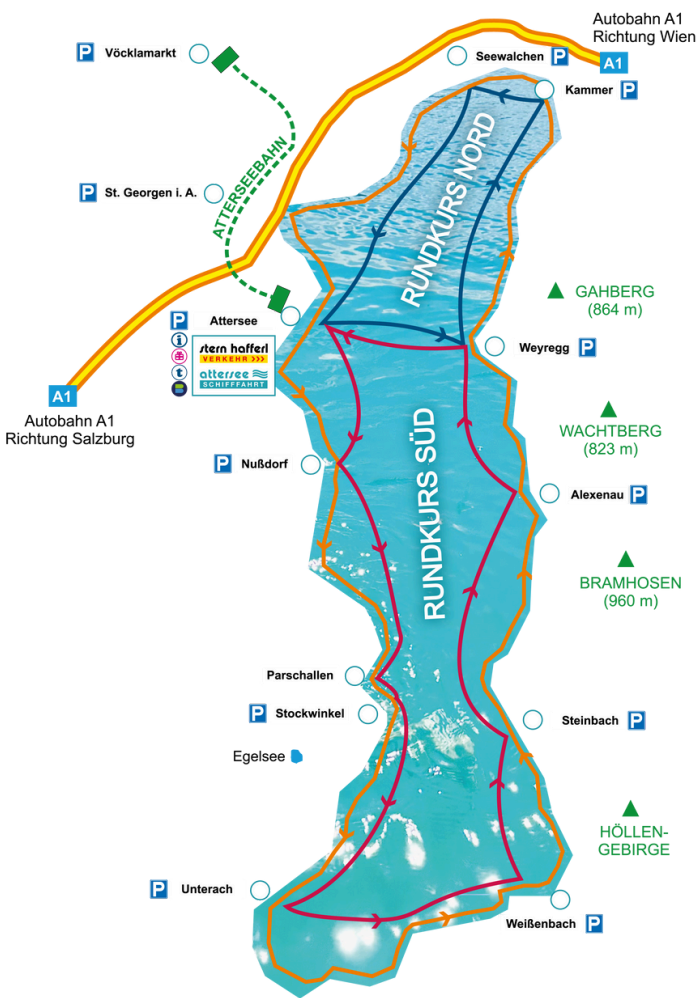 Autobahn A1
Richtung Wien
P
Vöcklamarkt
Seewalchen
P
A1
Kammer
P
RUNDKURS NORD
ATTERSEEBAHN
P
St. Georgen i. A.
GAHBERG
(864 m)
P
Attersee
i
t
stern hafferl
VERKEHR >>>
attersee
SCHIFFFAHRT
Weyregg
P
A1
Autobahn A1
Richtung Salzburg
WACHTBERG
(823 m)
RUNDKURS SÜD
P
Nußdorf
Alexenau
P
BRAMHOSEN
(960 m)
Parschallen
P
Stockwinkel
Steinbach
P
Egelsee
HÖLLEN-
GEBIRGE
P
Unterach
Weißenbach
P